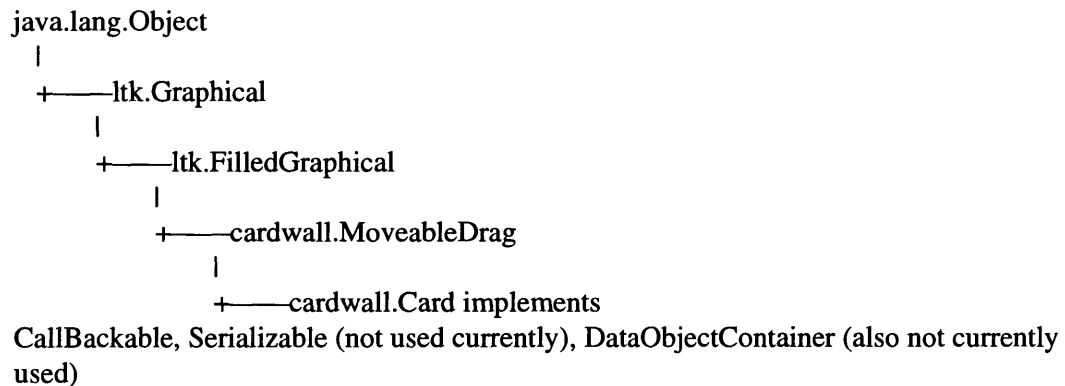 java.lang.Object
|
+——ltk.Graphical
|
+——ltk.FilledGraphical
|
+——cardwall.MoveableDrag
|
+——cardwall.Card implements
CallBackable, Serializable (not used currently), DataObjectContainer (also not currently
used)